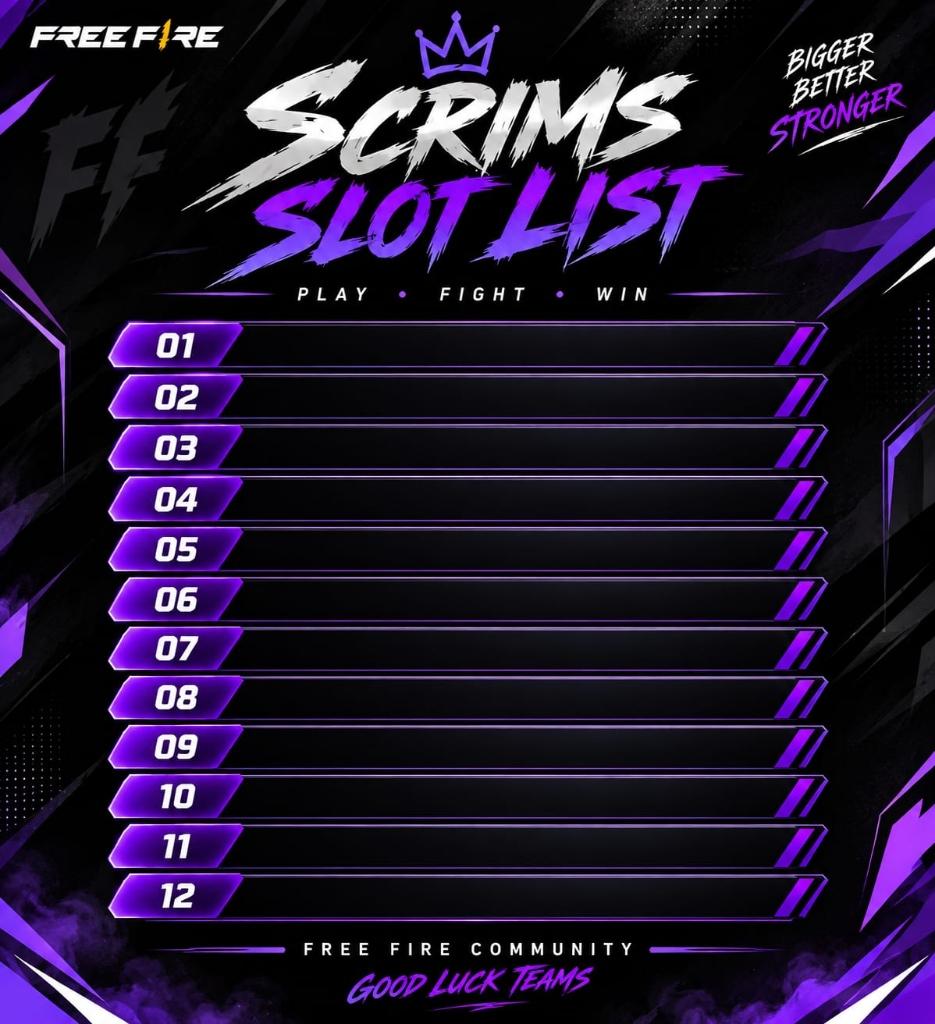 FREE FIRE
FF
SCRIMS
SLOT LIST
BIGGER
BETTER
STRONGER
PLAY • FIGHT • WIN
01
02
03
04
05
06
07
08
09
10
11
12
FREE FIRE COMMUNITY
GOOD LUCK TEAMS